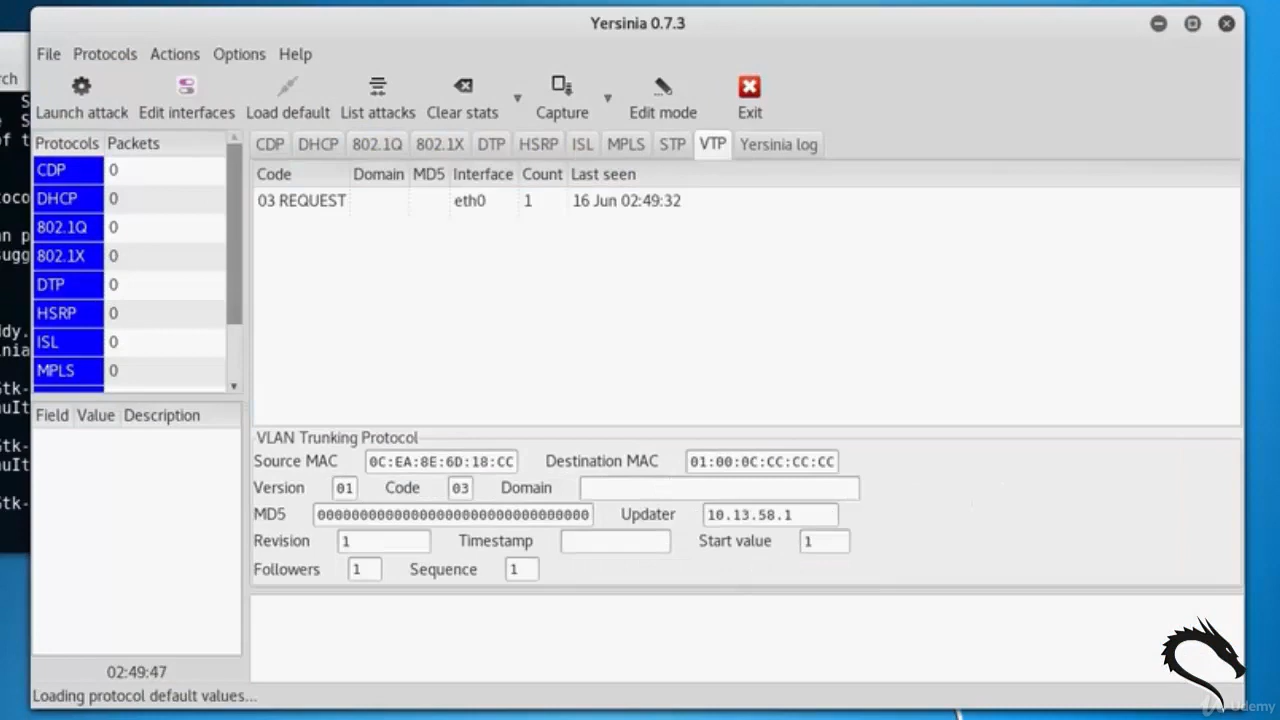 Yersinia 0.7.3
File Protocols Actions Options Help
Launch attack Edit interfaces Load default List attacks Clear stats Capture Edit mode Exit
Protocols Packets
CDP 0
DHCP 0
802.1Q 0
802.1X 0
DTP 0
HSRP 0
ISL 0
MPLS 0
CDP DHCP 802.1Q 802.1X DTP HSRP ISL MPLS STP VTP Yersinia log
Code Domain MD5 Interface Count Last seen
03 REQUEST eth0 1 16 Jun 02:49:32
Field Value Description
VLAN Trunking Protocol
Source MAC 0C:EA:8E:6D:18:CC Destination MAC 01:00:0C:CC:CC:CC
Version 01 Code 03 Domain
MD5 00000000000000000000000000000000 Updater 10.13.58.1
Revision 1 Timestamp Start value 1
Followers 1 Sequence 1
02:49:47
Loading protocol default values...
Udemy